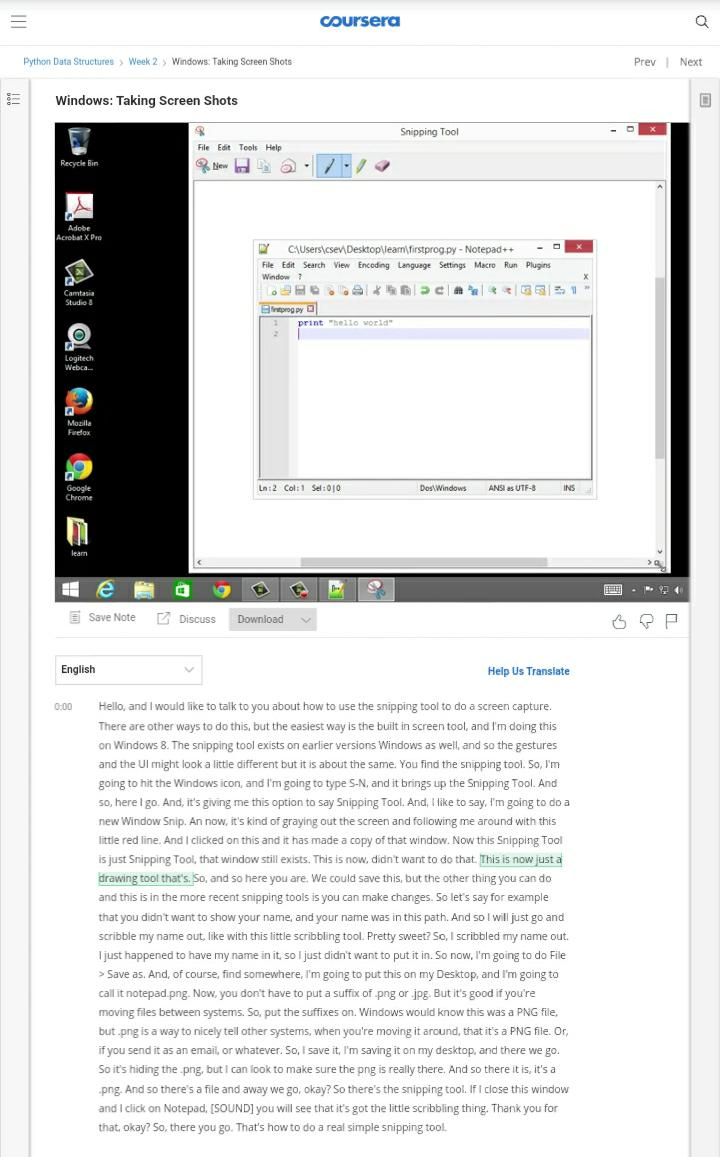 coursera
Python Data Structures > Week 2 > Windows: Taking Screen Shots
Prev | Next
Windows: Taking Screen Shots
Recycle Bin
Adobe
Acrobat X Pro
Camtasia
Studio 8
Logitech
Webca...
Mozilla
Firefox
Google
Chrome
learn
Snipping Tool
File Edit Tools Help
New
C:\Users\csev\Desktop\learn\firstprog.py - Notepad++
File Edit Search View Encoding Language Settings Macro Run Plugins
Window ? X
firstprog.py
1 print "hello world"
2
Ln : 2 Col : 1 Sel : 0 | 0 Dos\Windows ANSI as UTF-8 INS
Save Note Discuss Download
English
Help Us Translate
0:00 Hello, and I would like to talk to you about how to use the snipping tool to do a screen capture.
There are other ways to do this, but the easiest way is the built in screen tool, and I'm doing this
on Windows 8. The snipping tool exists on earlier versions Windows as well, and so the gestures
and the UI might look a little different but it is about the same. You find the snipping tool. So, I'm
going to hit the Windows icon, and I'm going to type S-N, and it brings up the Snipping Tool. And
so, here I go. And, it's giving me this option to say Snipping Tool. And, I like to say, I'm going to do a
new Window Snip. An now, it's kind of graying out the screen and following me around with this
little red line. And I clicked on this and it has made a copy of that window. Now this Snipping Tool
is just Snipping Tool, that window still exists. This is now, didn't want to do that. This is now just a
drawing tool that's. So, and so here you are. We could save this, but the other thing you can do
and this is in the more recent snipping tools is you can make changes. So let's say for example
that you didn't want to show your name, and your name was in this path. And so I will just go and
scribble my name out, like with this little scribbling tool. Pretty sweet? So, I scribbled my name out.
I just happened to have my name in it, so I just didn't want to put it in. So now, I'm going to do File
> Save as. And, of course, find somewhere, I'm going to put this on my Desktop, and I'm going to
call it notepad.png. Now, you don't have to put a suffix of .png or .jpg. But it's good if you're
moving files between systems. So, put the suffixes on. Windows would know this was a PNG file,
but .png is a way to nicely tell other systems, when you're moving it around, that it's a PNG file. Or,
if you send it as an email, or whatever. So, I save it, I'm saving it on my desktop, and there we go.
So it's hiding the .png, but I can look to make sure the png is really there. And so there it is, it's a
.png. And so there's a file and away we go, okay? So there's the snipping tool. If I close this window
and I click on Notepad, [SOUND] you will see that it's got the little scribbling thing. Thank you for
that, okay? So, there you go. That's how to do a real simple snipping tool.